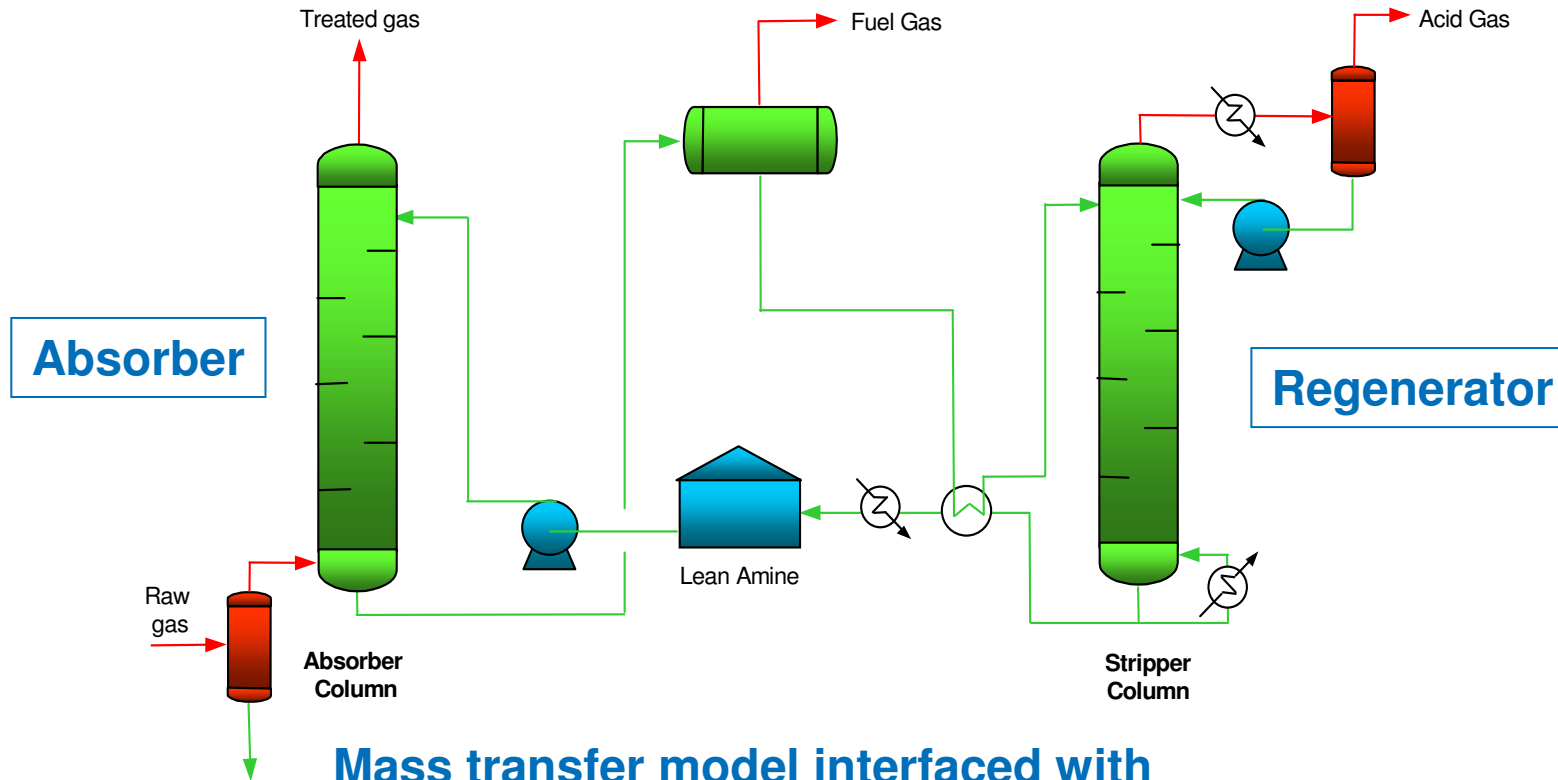 Treated gas
Fuel Gas
Acid Gas
Absorber
Regenerator
Lean Amine
Raw
gas
Absorber
Column
Stripper
Column
Mass transfer model interfaced with